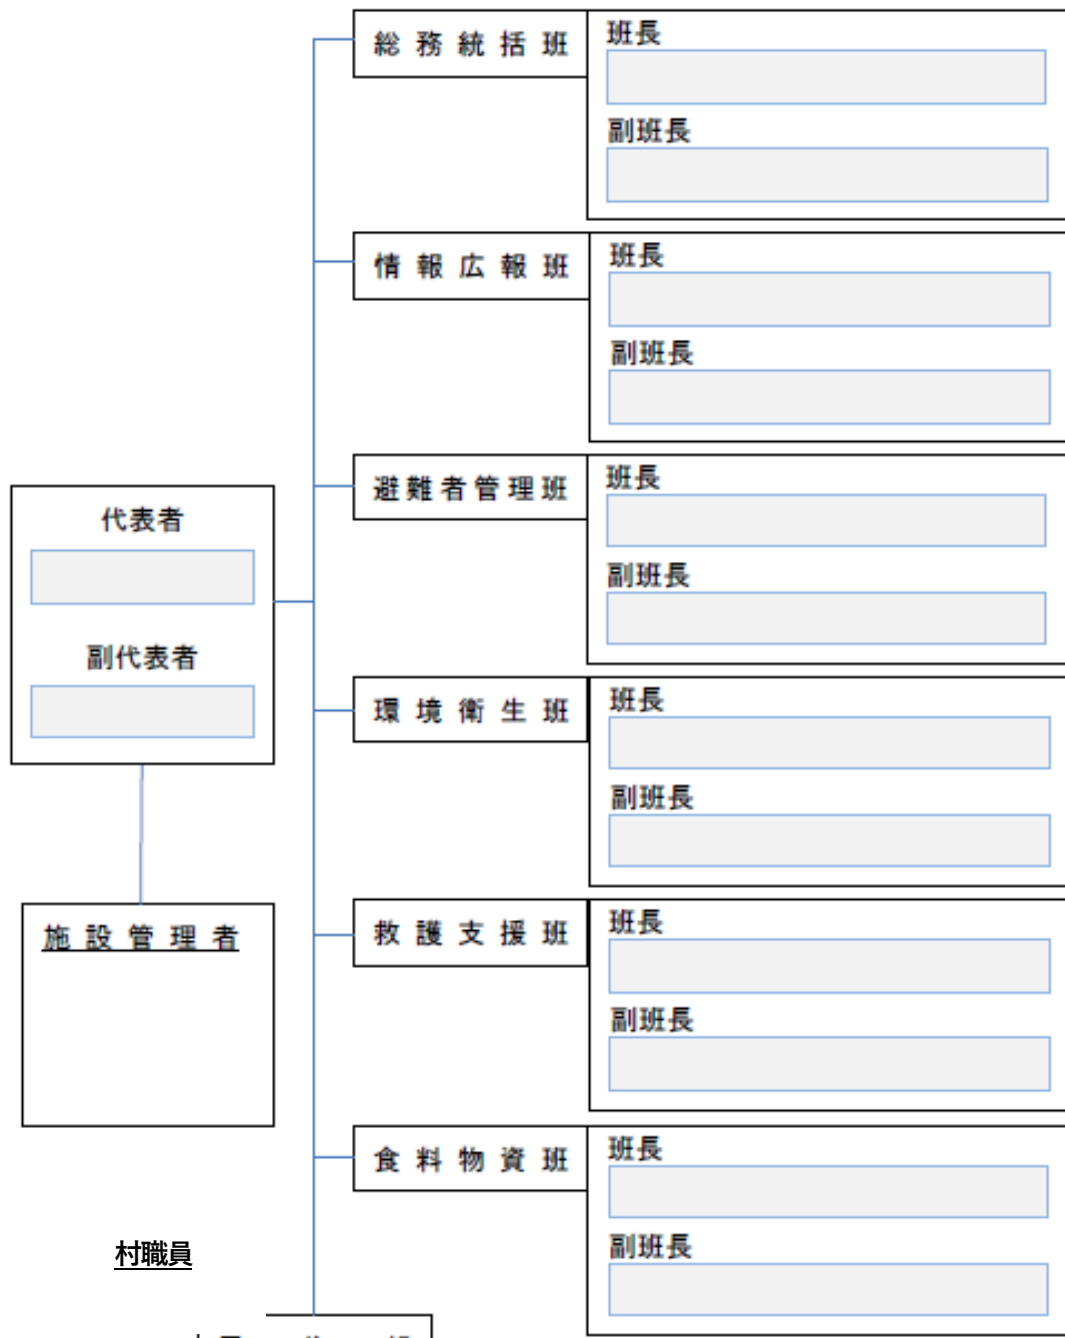 総務統括班
班長
副班長
情報広報班
班長
副班長
避難者管理班
班長
副班長
代表者
副代表者
環境衛生班
班長
副班長
施設管理者
救護支援班
班長
副班長
食料物資班
班長
副班長
村職員